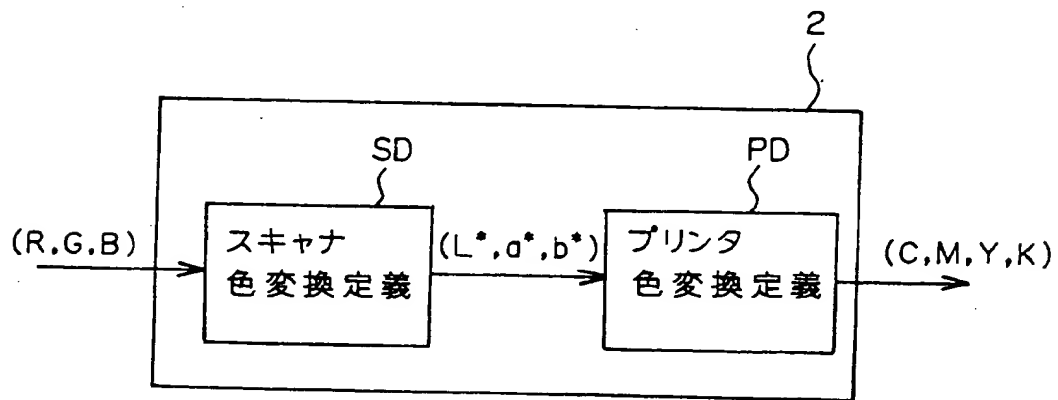 2
SD
PD
(R,G,B)
スキャナ
色変換定義
(L*,a*,b*)
プリンタ
色変換定義
(C,M,Y,K)